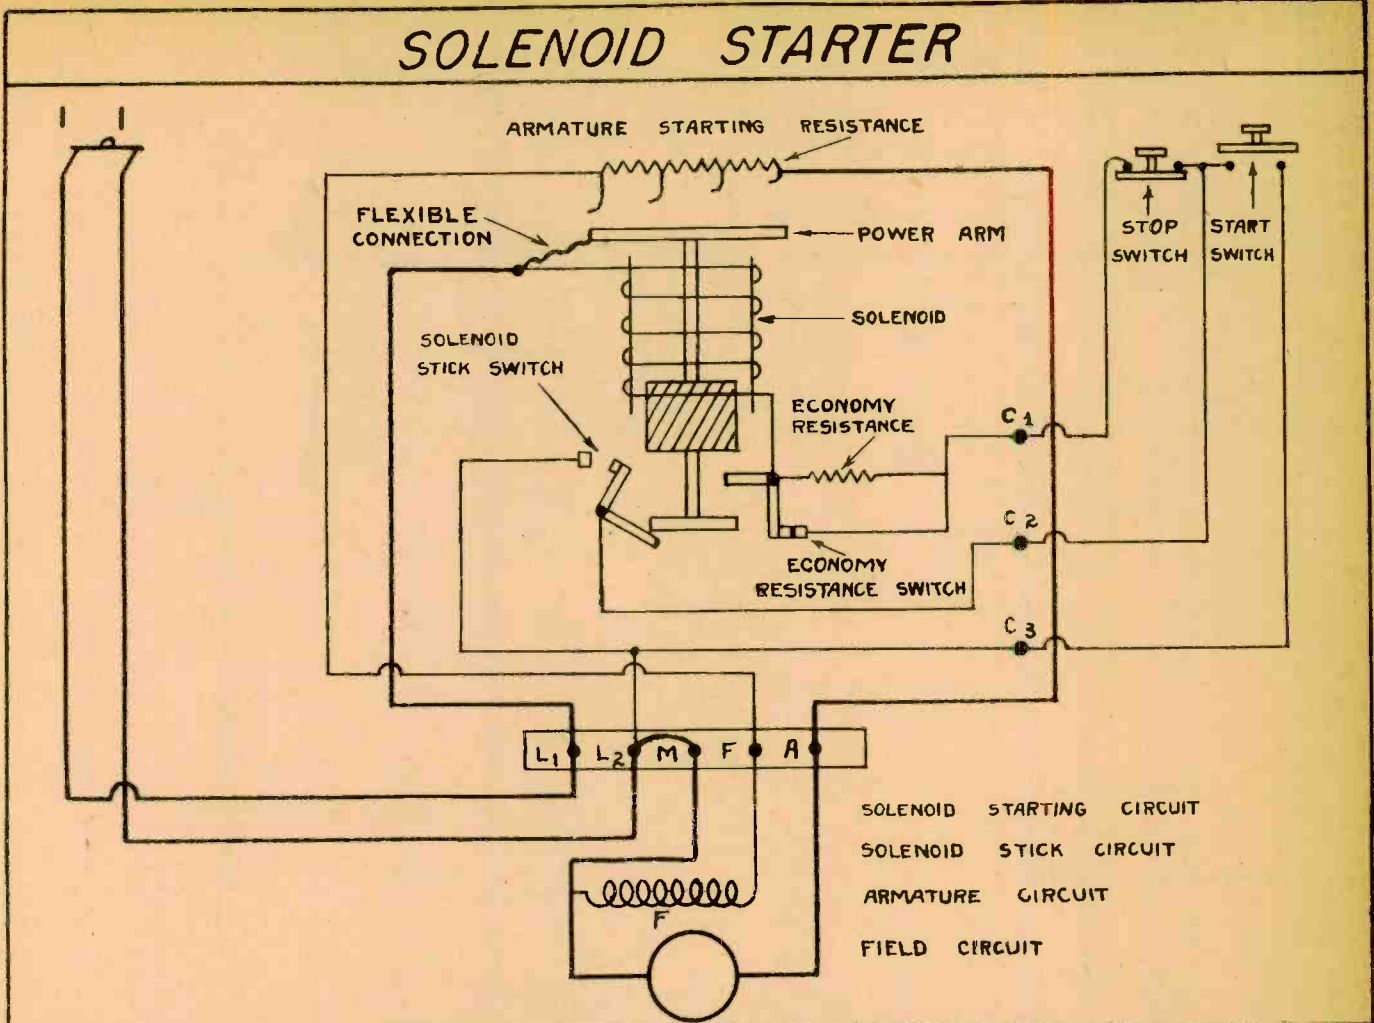 SOLENOID STARTER
ARMATURE STARTING RESISTANCE
FLEXIBLE
CONNECTION
POWER ARM
STOP
SWITCH
START
SWITCH
SOLENOID
SOLENOID
STICK SWITCH
ECONOMY
RESISTANCE
C1
C2
ECONOMY
RESISTANCE SWITCH
C3
L1 L2 M F A
SOLENOID STARTING CIRCUIT
SOLENOID STICK CIRCUIT
ARMATURE CIRCUIT
FIELD CIRCUIT
F